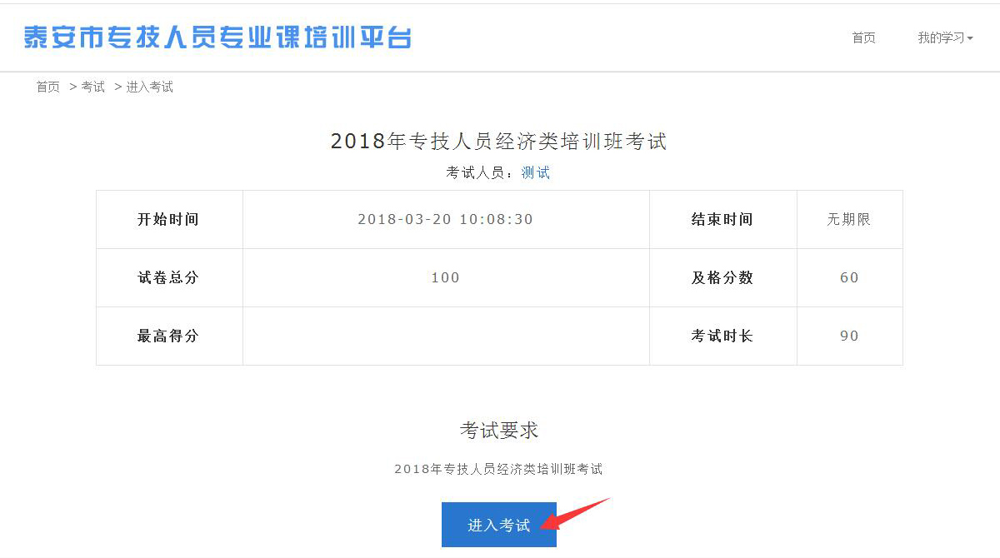 泰安市专技人员专业课培训平台
首页 我的学习
首页 > 考试 > 进入考试
2018年专技人员经济类培训班考试
考试人员：测试
开始时间 2018-03-20 10:08:30 结束时间 无期限
试卷总分 100 及格分数 60
最高得分 考试时长 90
考试要求
2018年专技人员经济类培训班考试
进入考试